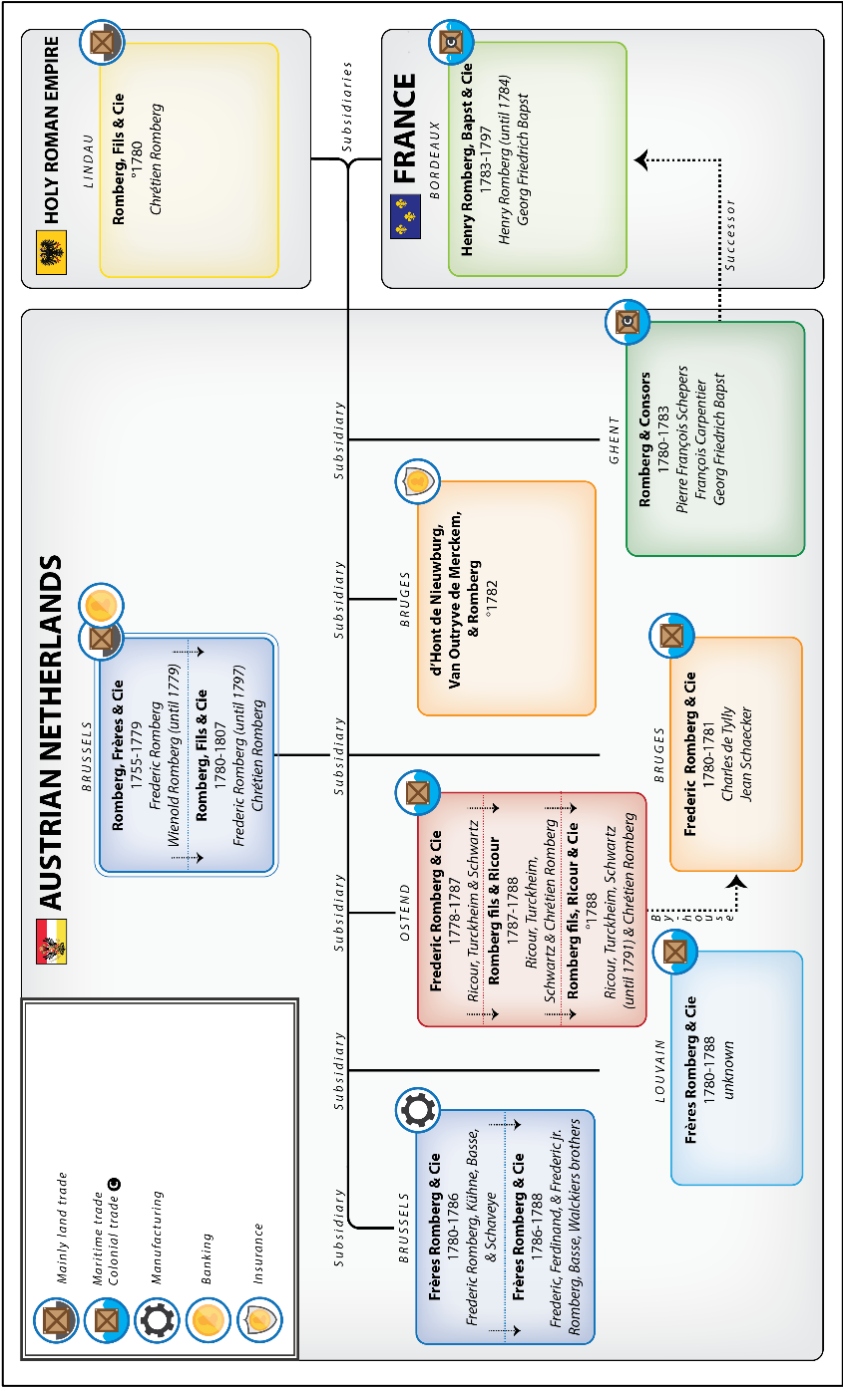 AUSTRIAN NETHERLANDS
Mainly land trade
Maritime trade
Colonial trade C
Manufacturing
Banking
Insurance
BRUSSELS
Romberg, Frères & Cie
1755-1779
Frederic Romberg
Wienold Romberg (until 1779)
Romberg, Fils & Cie
1780-1807
Frederic Romberg (until 1797)
Chrétien Romberg
Subsidiary
Subsidiary
Subsidiary
Subsidiary
Subsidiary
Subsidiary
Subsidiaries
BRUSSELS
Frères Romberg & Cie
1780-1786
Frederic Romberg, Kühne, Basse,
& Schaveye
Frères Romberg & Cie
1786-1788
Frederic, Ferdinand, & Frederic jr.
Romberg, Basse, Walckiers brothers
LOUVAIN
Frères Romberg & Cie
1780-1788
unknown
OSTEND
Frederic Romberg & Cie
1778-1787
Ricour, Turckheim & Schwartz
Romberg fils & Ricour
1787-1788
Ricour, Turckheim,
Schwartz & Chrétien Romberg
Romberg fils, Ricour & Cie
°1788
Ricour, Turckheim, Schwartz
(until 1791) & Chrétien Romberg
By-house
BRUGES
Frederic Romberg & Cie
1780-1781
Charles de Tylly
Jean Schaecker
BRUGES
d'Hont de Nieuwburg,
Van Outryve de Merckem,
& Romberg
°1782
GHENT
Romberg & Consors
1780-1783
Pierre François Schepers
François Carpentier
Georg Friedrich Bapst
Successor
HOLY ROMAN EMPIRE
LINDAU
Romberg, Fils & Cie
°1780
Chrétien Romberg
FRANCE
BORDEAUX
Henry Romberg, Bapst & Cie
1783-1797
Henry Romberg (until 1784)
Georg Friedrich Bapst